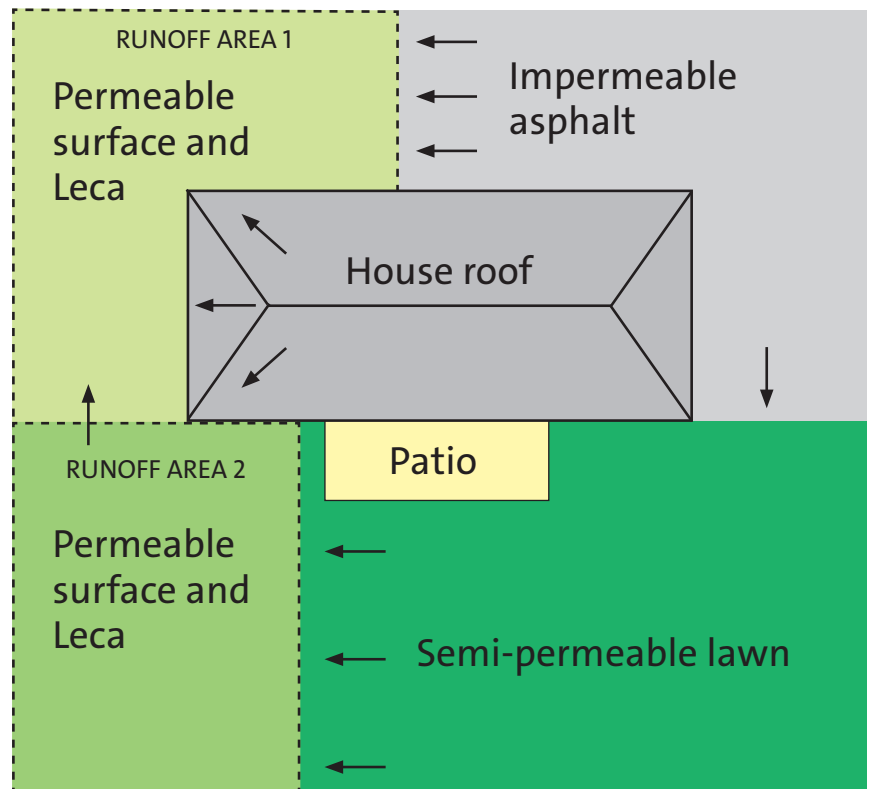 RUNOFF AREA 1
Permeable
surface and
Leca
Impermeable
asphalt
House roof
Patio
RUNOFF AREA 2
Permeable
surface and
Leca
Semi-permeable lawn